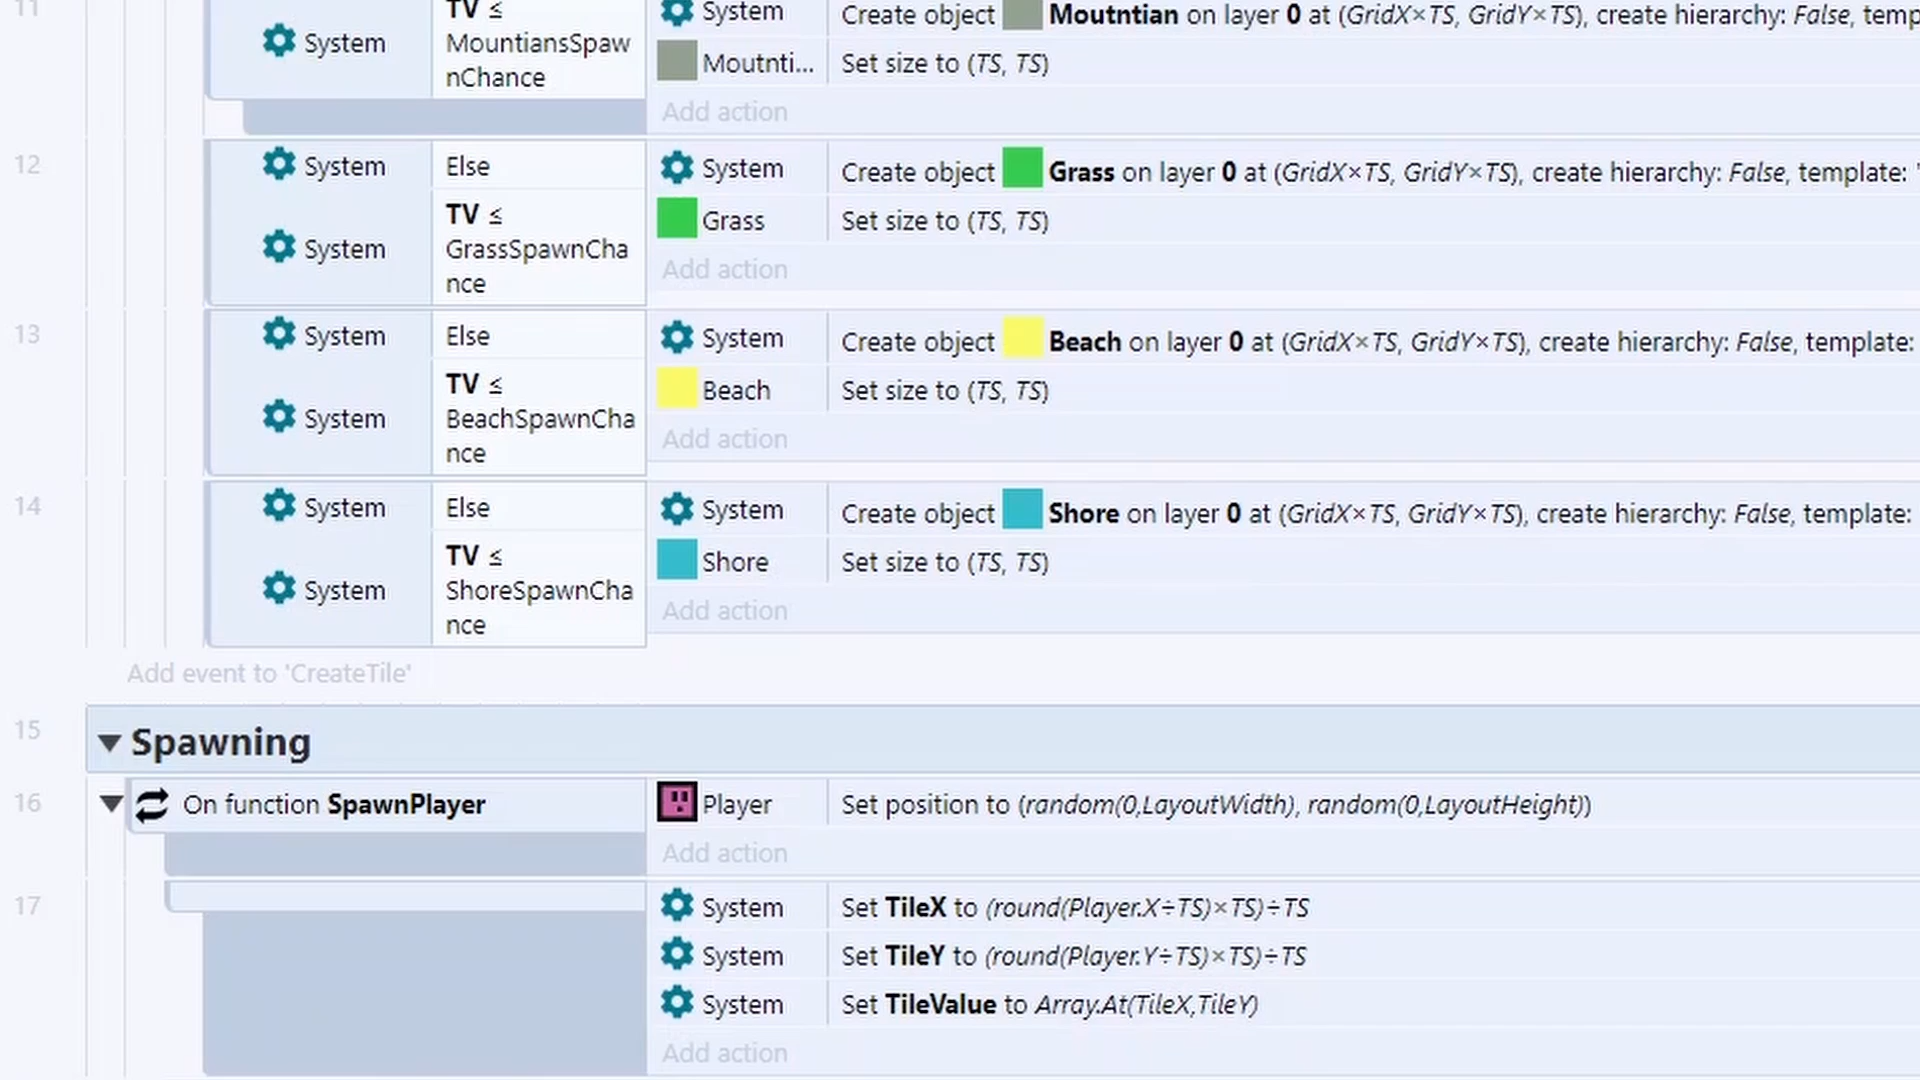 11
TV ≤
System
MountiansSpaw
nChance
System
Create object Moutntian on layer 0 at (GridX×TS, GridY×TS), create hierarchy: False, temp
Moutnti...
Set size to (TS, TS)
Add action
12
System
Else
System
TV ≤
GrassSpawnCha
nce
System
Create object Grass on layer 0 at (GridX×TS, GridY×TS), create hierarchy: False, template: "
Grass
Set size to (TS, TS)
Add action
13
System
Else
System
TV ≤
BeachSpawnCha
nce
System
Create object Beach on layer 0 at (GridX×TS, GridY×TS), create hierarchy: False, template:
Beach
Set size to (TS, TS)
Add action
14
System
Else
System
TV ≤
ShoreSpawnCha
nce
System
Create object Shore on layer 0 at (GridX×TS, GridY×TS), create hierarchy: False, template:
Shore
Set size to (TS, TS)
Add action
Add event to 'CreateTile'
15
Spawning
16
On function SpawnPlayer
Player
Set position to (random(0,LayoutWidth), random(0,LayoutHeight))
Add action
17
System
Set TileX to (round(Player.X÷TS)×TS)÷TS
System
Set TileY to (round(Player.Y÷TS)×TS)÷TS
System
Set TileValue to Array.At(TileX,TileY)
Add action